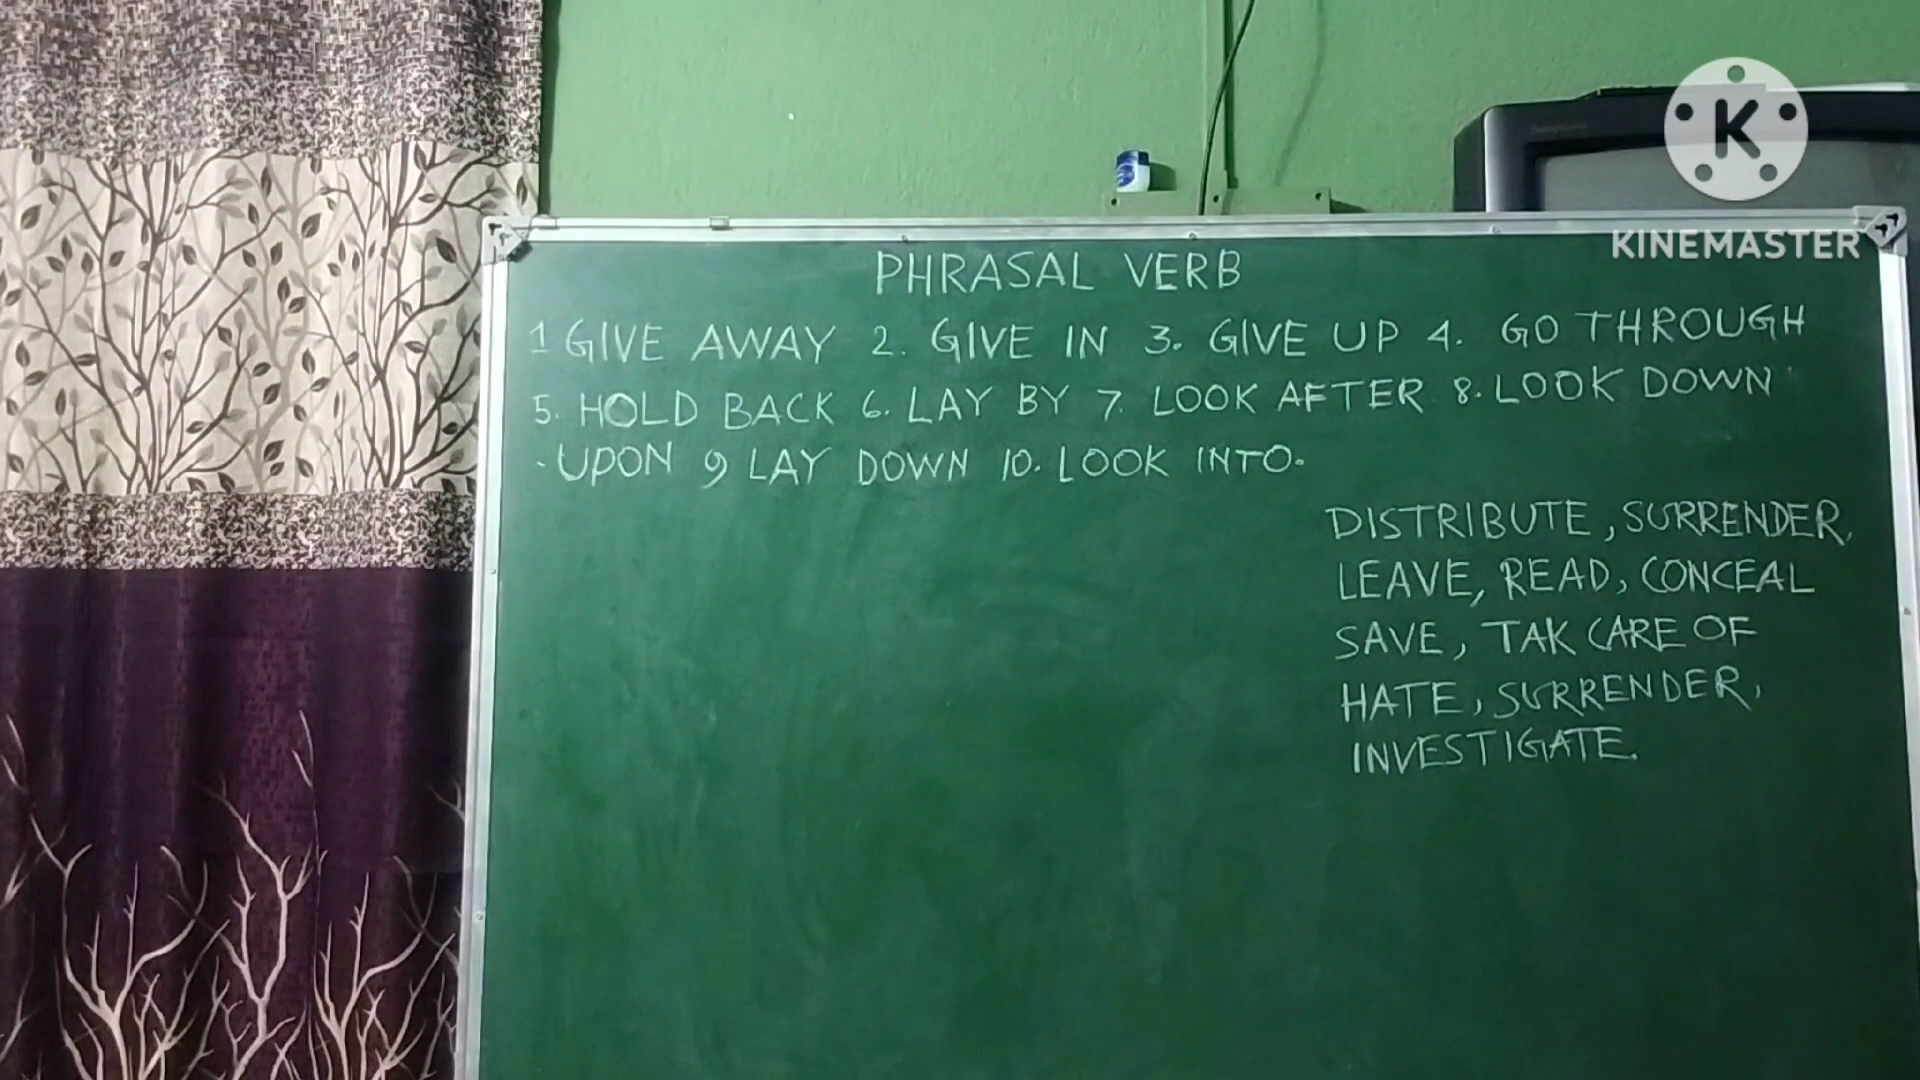 K
KINEMASTER
PHRASAL VERB
1 GIVE AWAY 2. GIVE IN 3. GIVE UP 4. GO THROUGH
5. HOLD BACK 6. LAY BY 7. LOOK AFTER 8. LOOK DOWN
- UPON 9 LAY DOWN 10. LOOK INTO.
DISTRIBUTE, SURRENDER,
LEAVE, READ, CONCEAL
SAVE, TAK CARE OF
HATE, SURRENDER,
INVESTIGATE.